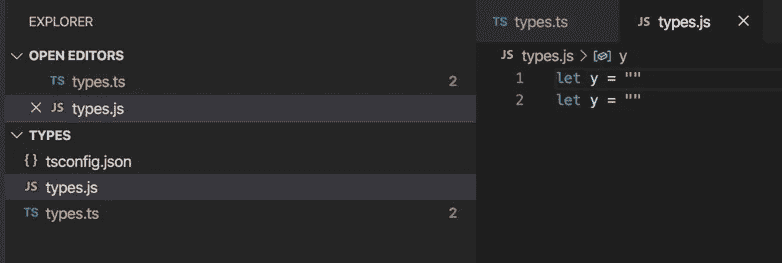 EXPLORER
OPEN EDITORS
TS types.ts 2
JS types.js
TYPES
{} tsconfig.json
JS types.js
TS types.ts 2
TS types.ts JS types.js
JS types.js > y
1 let y = ""
2 let y = ""